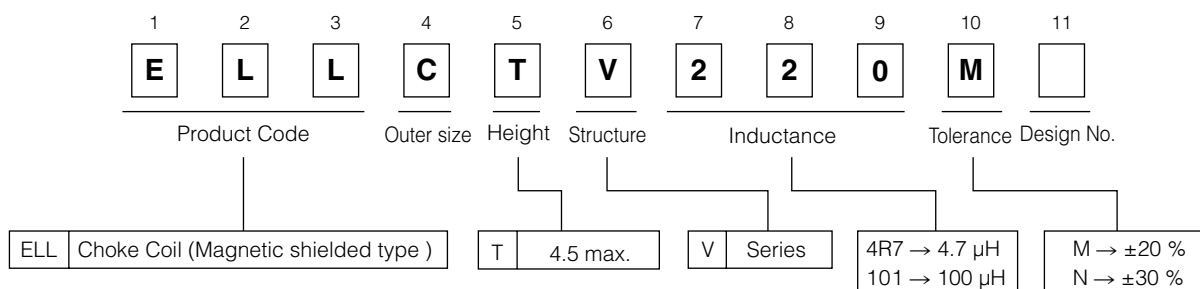 1 2 3 4 5 6 7 8 9 10 11
E L L C T V 2 2 0 M
Product Code Outer size Height Structure Inductance Tolerance Design No.
ELL Choke Coil (Magnetic shielded type ) T 4.5 max. V Series 4R7 → 4.7 µH M → ±20 %
101 → 100 µH N → ±30 %